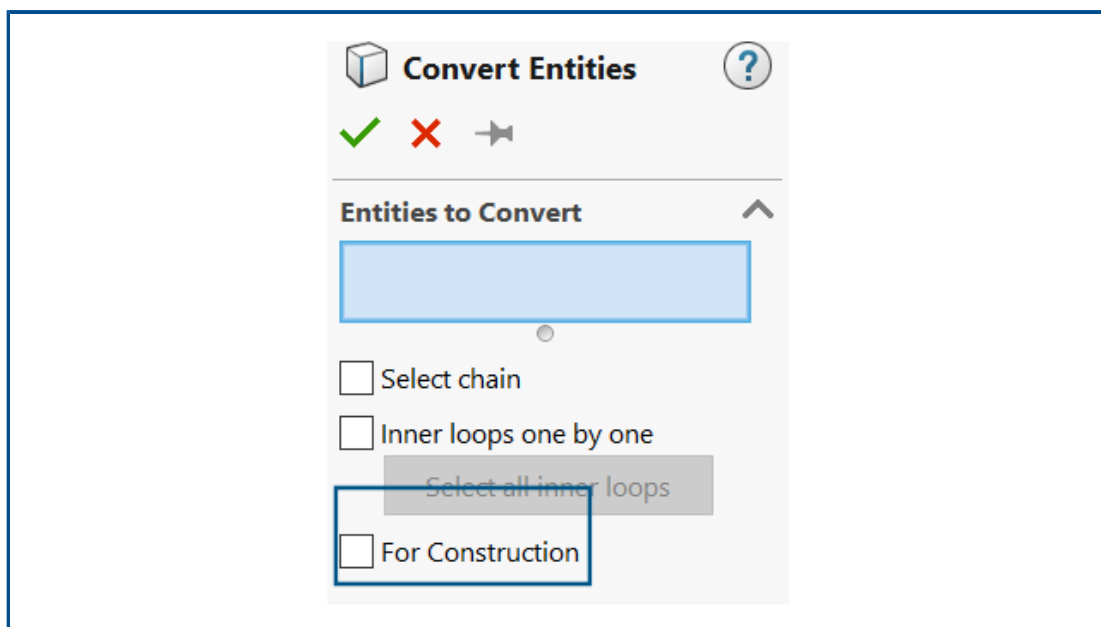 Convert Entities ?
Entities to Convert
Select chain
Inner loops one by one
Select all inner loops
For Construction